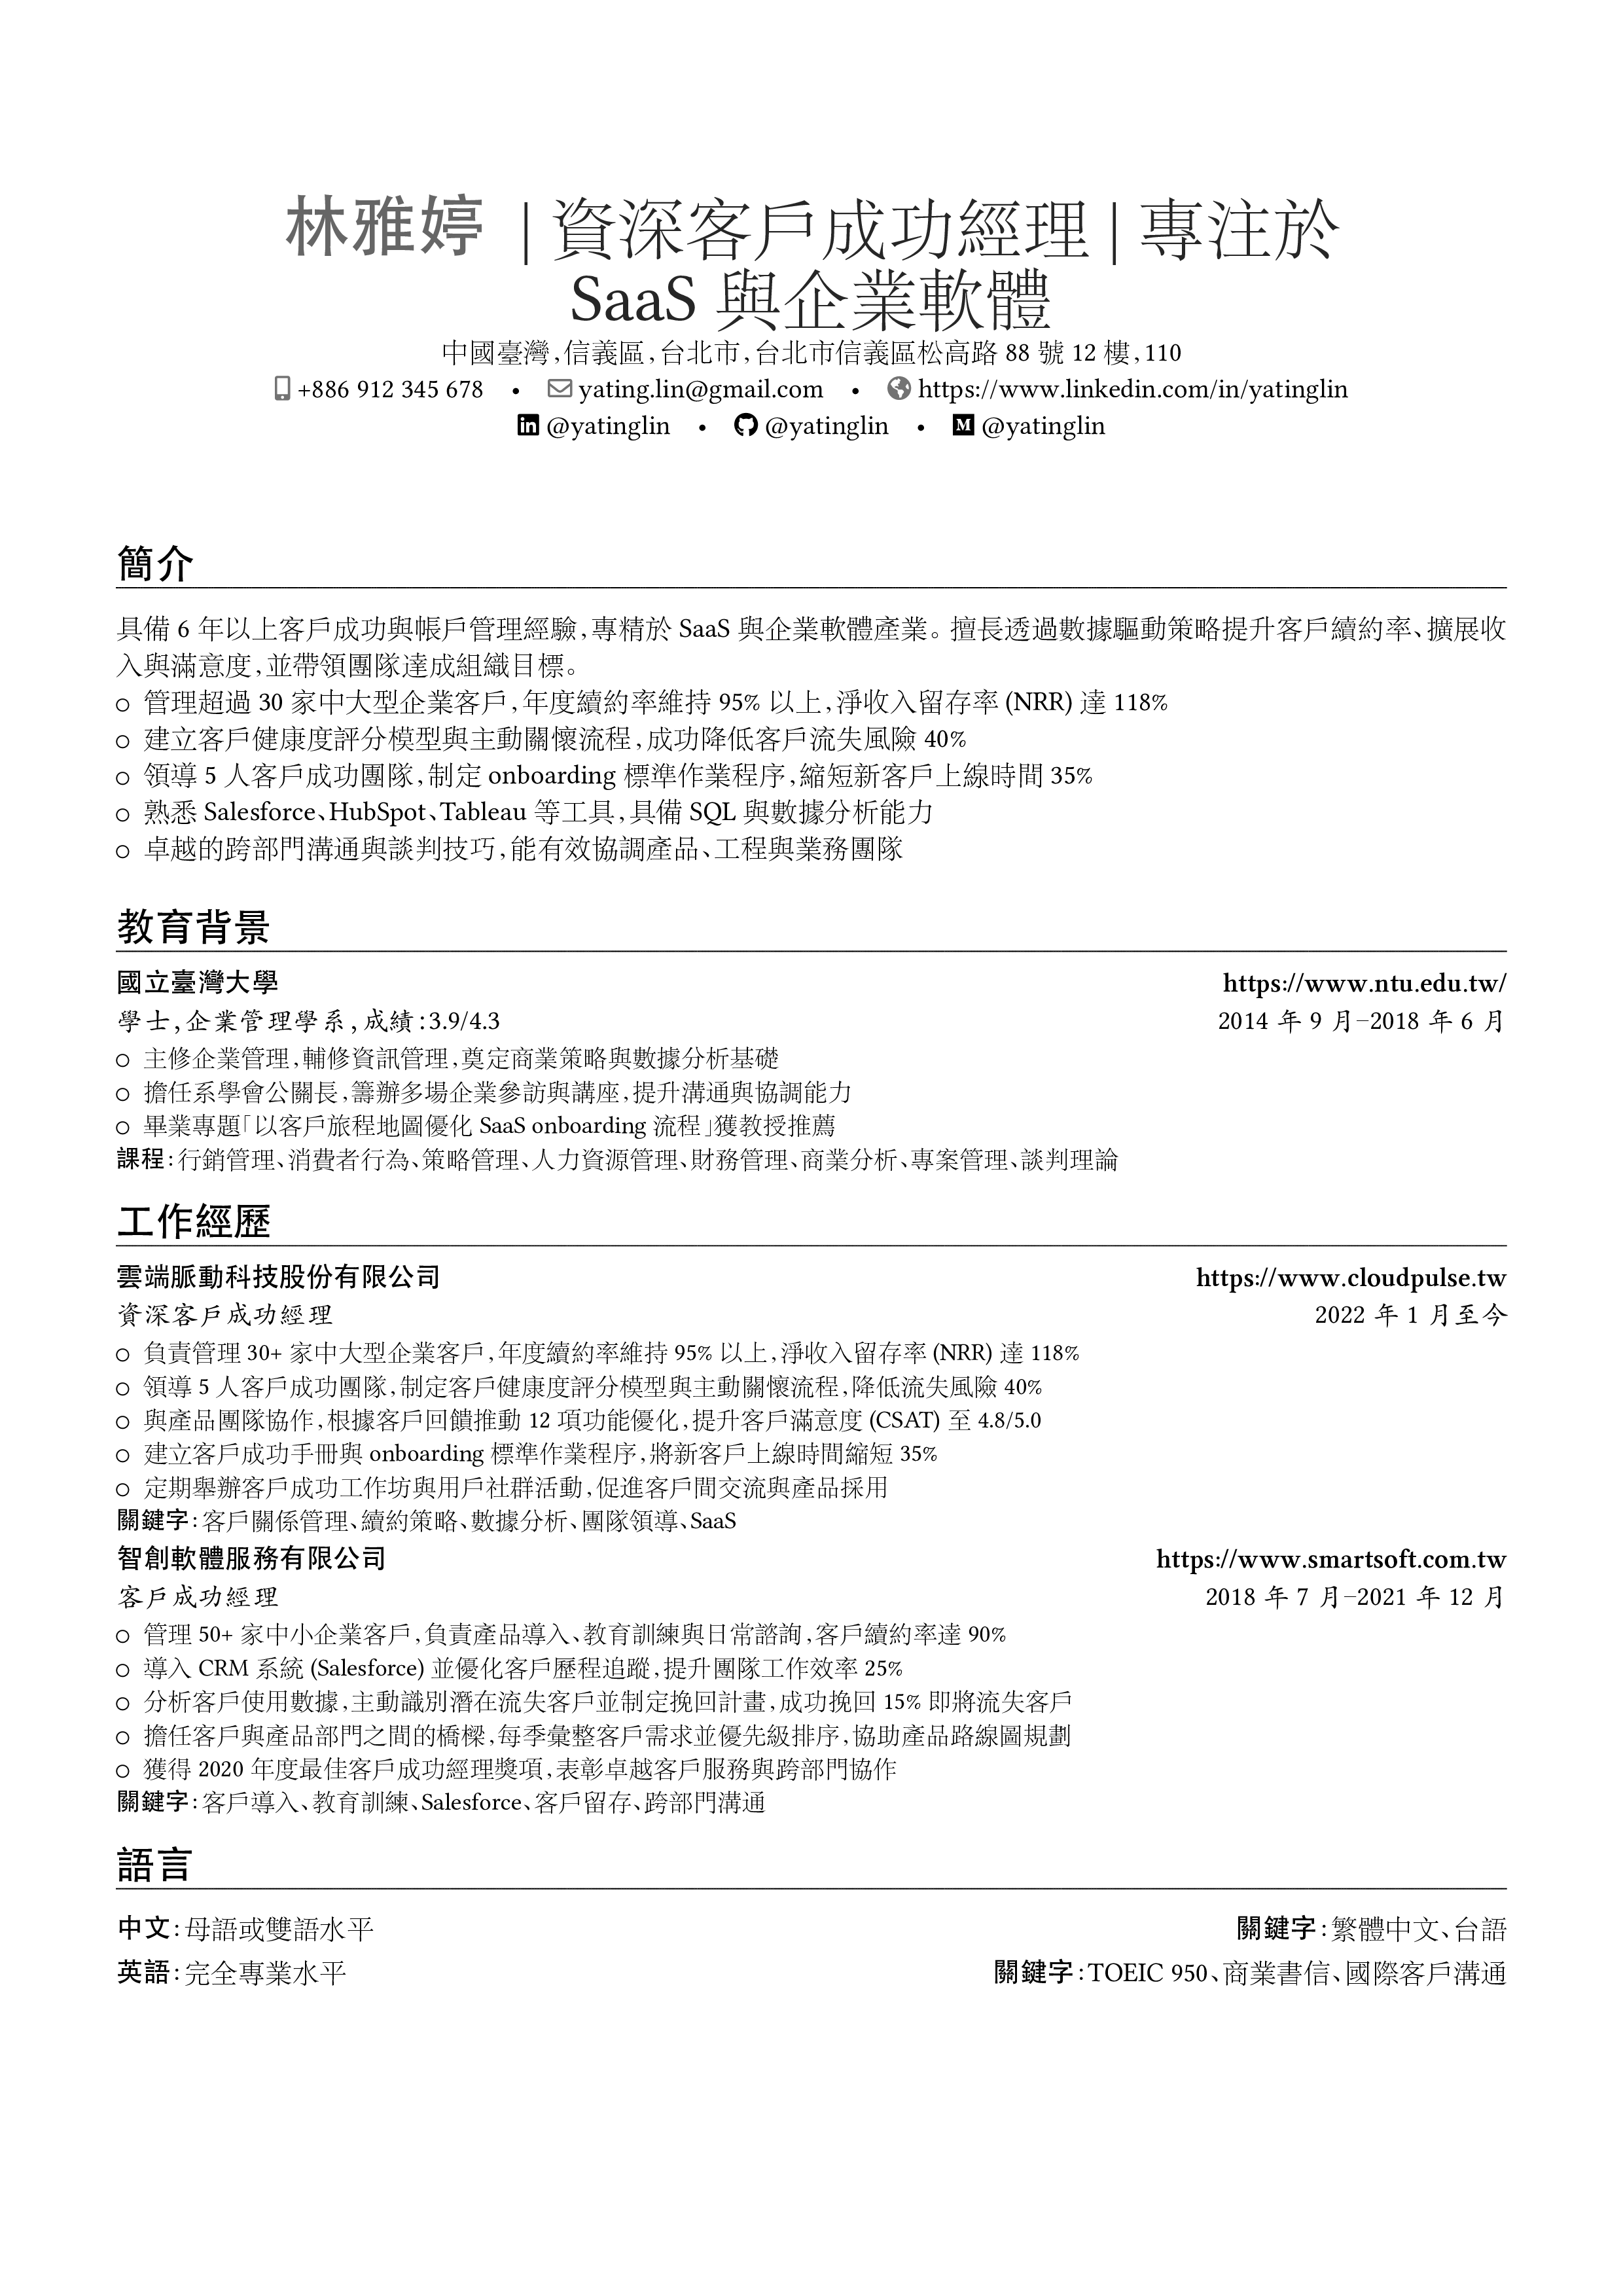 林雅婷 | 資深客戶成功經理 | 專注於
SaaS 與企業軟體
中國臺灣,信義區,台北市,台北市信義區松高路 88 號 12 樓,110
+886 912 345 678 • yating.lin@gmail.com • https://www.linkedin.com/in/yatinglin
@yatinglin • @yatinglin • @yatinglin
簡介
具備 6 年以上客戶成功與帳戶管理經驗,專精於 SaaS 與企業軟體產業。擅長透過數據驅動策略提升客戶續約率、擴展收
入與滿意度,並帶領團隊達成組織目標。
○ 管理超過 30 家中大型企業客戶,年度續約率維持 95% 以上,淨收入留存率 (NRR) 達 118%
○ 建立客戶健康度評分模型與主動關懷流程,成功降低客戶流失風險 40%
○ 領導 5 人客戶成功團隊,制定 onboarding 標準作業程序,縮短新客戶上線時間 35%
○ 熟悉 Salesforce、HubSpot、Tableau 等工具,具備 SQL 與數據分析能力
○ 卓越的跨部門溝通與談判技巧,能有效協調產品、工程與業務團隊
教育背景
國立臺灣大學 https://www.ntu.edu.tw/
學士,企業管理學系,成績:3.9/4.3 2014 年 9 月–2018 年 6 月
○ 主修企業管理,輔修資訊管理,奠定商業策略與數據分析基礎
○ 擔任系學會公關長,籌辦多場企業參訪與講座,提升溝通與協調能力
○ 畢業專題「以客戶旅程地圖優化 SaaS onboarding 流程」獲教授推薦
課程:行銷管理、消費者行為、策略管理、人力資源管理、財務管理、商業分析、專案管理、談判理論
工作經歷
雲端脈動科技股份有限公司 https://www.cloudpulse.tw
資深客戶成功經理 2022 年 1 月至今
○ 負責管理 30+ 家中大型企業客戶,年度續約率維持 95% 以上,淨收入留存率 (NRR) 達 118%
○ 領導 5 人客戶成功團隊,制定客戶健康度評分模型與主動關懷流程,降低流失風險 40%
○ 與產品團隊協作,根據客戶回饋推動 12 項功能優化,提升客戶滿意度 (CSAT) 至 4.8/5.0
○ 建立客戶成功手冊與 onboarding 標準作業程序,將新客戶上線時間縮短 35%
○ 定期舉辦客戶成功工作坊與用戶社群活動,促進客戶間交流與產品採用
關鍵字:客戶關係管理、續約策略、數據分析、團隊領導、SaaS
智創軟體服務有限公司 https://www.smartsoft.com.tw
客戶成功經理 2018 年 7 月–2021 年 12 月
○ 管理 50+ 家中小企業客戶,負責產品導入、教育訓練與日常諮詢,客戶續約率達 90%
○ 導入 CRM 系統 (Salesforce) 並優化客戶歷程追蹤,提升團隊工作效率 25%
○ 分析客戶使用數據,主動識別潛在流失客戶並制定挽回計畫,成功挽回 15% 即將流失客戶
○ 擔任客戶與產品部門之間的橋樑,每季彙整客戶需求並優先級排序,協助產品路線圖規劃
○ 獲得 2020 年度最佳客戶成功經理獎項,表彰卓越客戶服務與跨部門協作
關鍵字:客戶導入、教育訓練、Salesforce、客戶留存、跨部門溝通
語言
中文:母語或雙語水平 關鍵字:繁體中文、台語
英語:完全專業水平 關鍵字:TOEIC 950、商業書信、國際客戶溝通